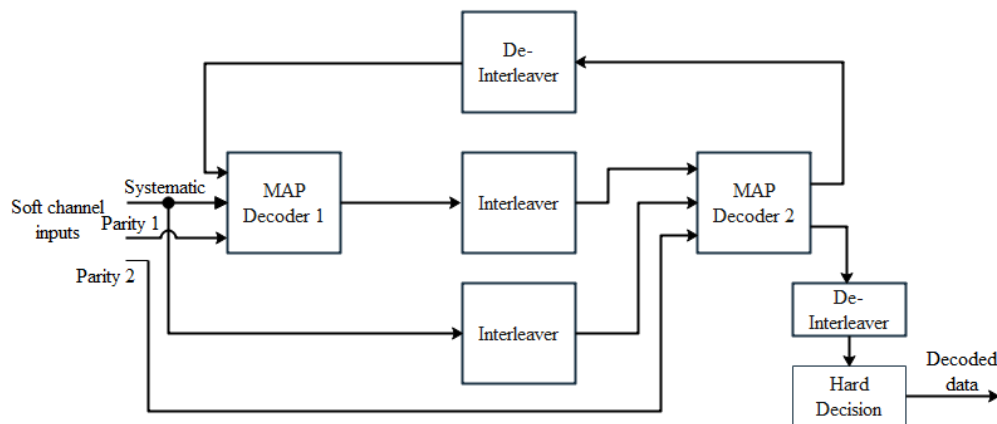 De-
Interleaver
Systematic
Soft channel
inputs
Parity 1
Parity 2
MAP
Decoder 1
Interleaver
MAP
Decoder 2
Interleaver
De-
Interleaver
Hard
Decision
Decoded
data